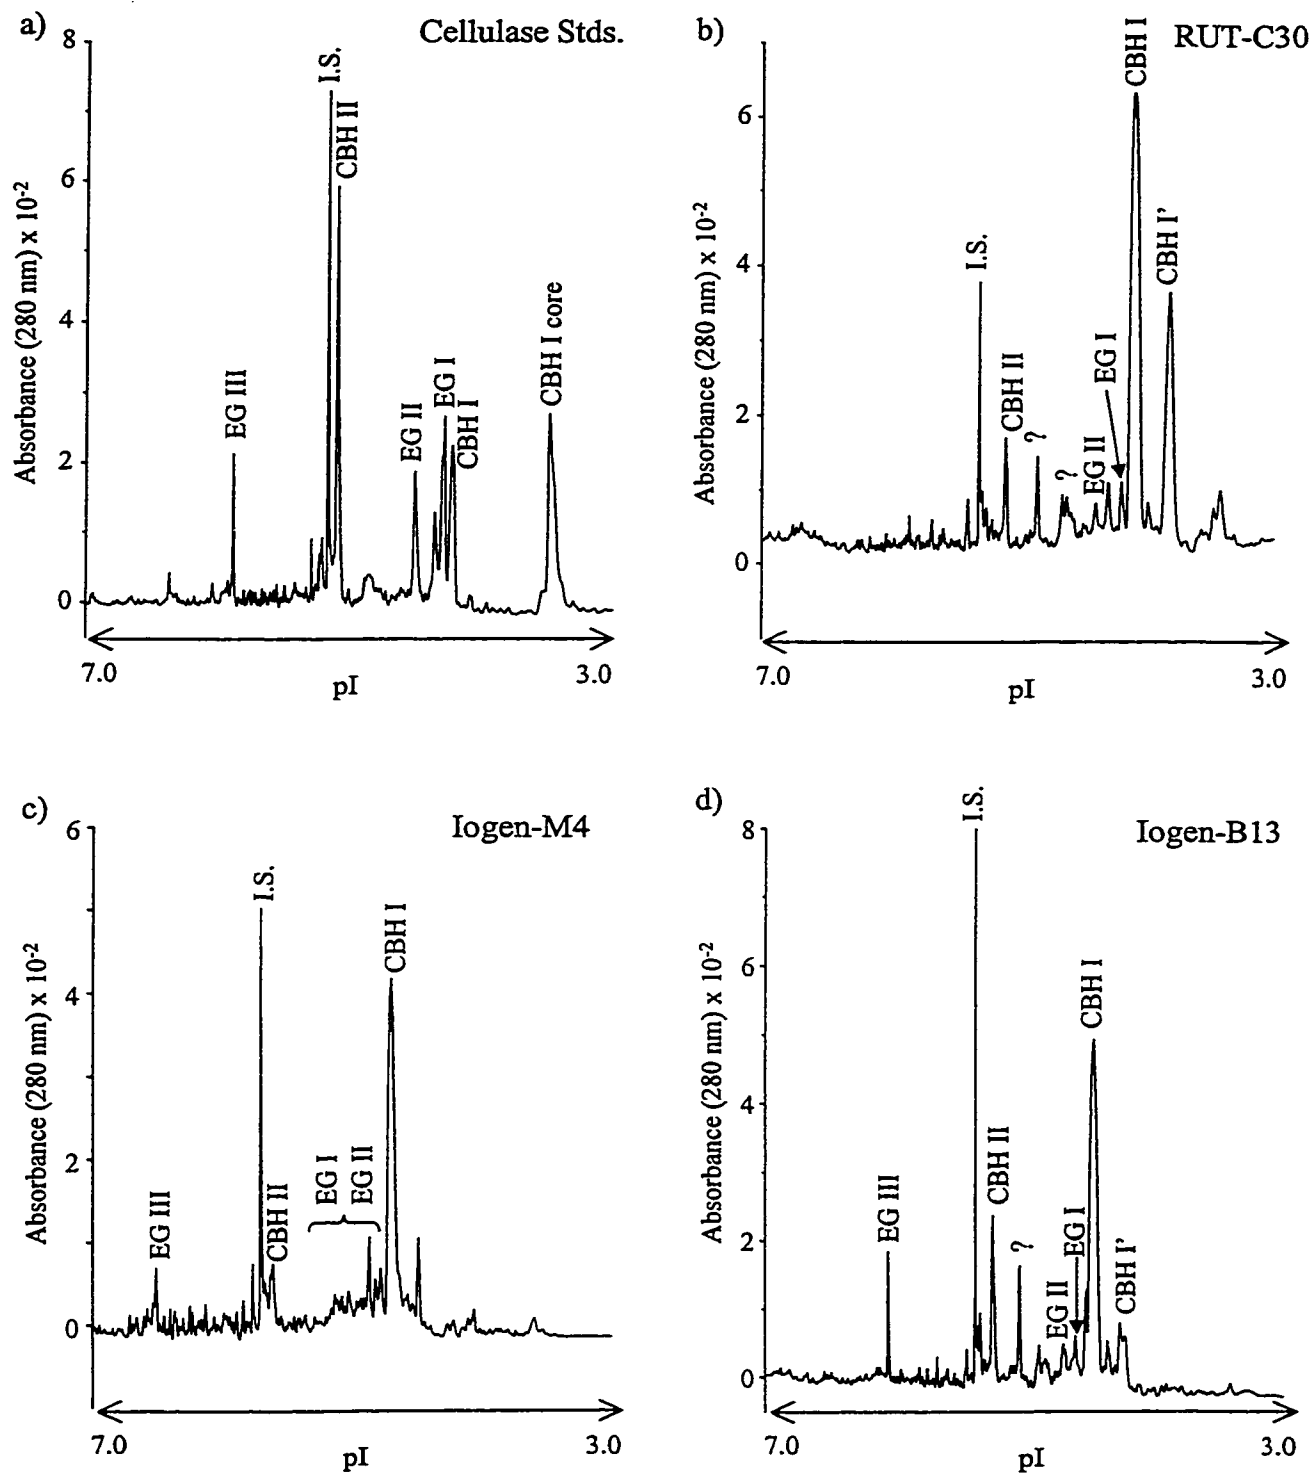 a)
Cellulase Stds.
8
6
4
2
0
Absorbance (280 nm) x 10-2
EG III
I.S.
CBH II
EG II
EG I
CBH I
CBH I core
7.0
pI
3.0
b)
RUT-C30
6
4
2
0
Absorbance (280 nm) x 10-2
I.S.
CBH II
?
?
EG II
EG I
CBH I
CBH I'
7.0
pI
3.0
c)
Iogen-M4
6
4
2
0
Absorbance (280 nm) x 10-2
EG III
I.S.
CBH II
EG I
EG II
CBH I
7.0
pI
3.0
d)
Iogen-B13
8
6
4
2
0
Absorbance (280 nm) x 10-2
EG III
I.S.
CBH II
?
EG II
EG I
CBH I
CBH I'
7.0
pI
3.0